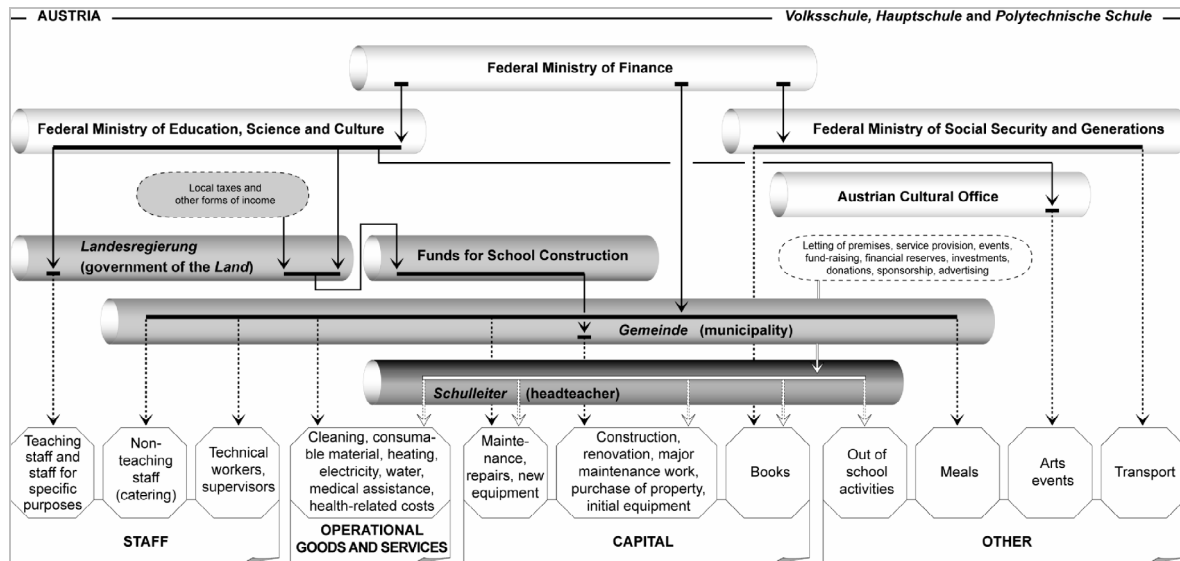 AUSTRIA
Volksschule, Hauptschule and Polytechnische Schule
Federal Ministry of Finance
Federal Ministry of Education, Science and Culture
Federal Ministry of Social Security and Generations
Local taxes and
other forms of income
Austrian Cultural Office
Landesregierung
(government of the Land)
Funds for School Construction
Letting of premises, service provision, events,
fund-raising, financial reserves, investments,
donations, sponsorship, advertising
Gemeinde (municipality)
Schulleiter (headteacher)
Teaching
staff and
staff for
specific
purposes
Non-
teaching
staff
(catering)
Technical
workers,
supervisors
Cleaning, consuma-
ble material, heating,
electricity, water,
medical assistance,
health-related costs
Mainte-
nance,
repairs, new
equipment
Construction,
renovation, major
maintenance work,
purchase of property,
initial equipment
Books
Out of
school
activities
Meals
Arts
events
Transport
STAFF
OPERATIONAL
GOODS AND SERVICES
CAPITAL
OTHER